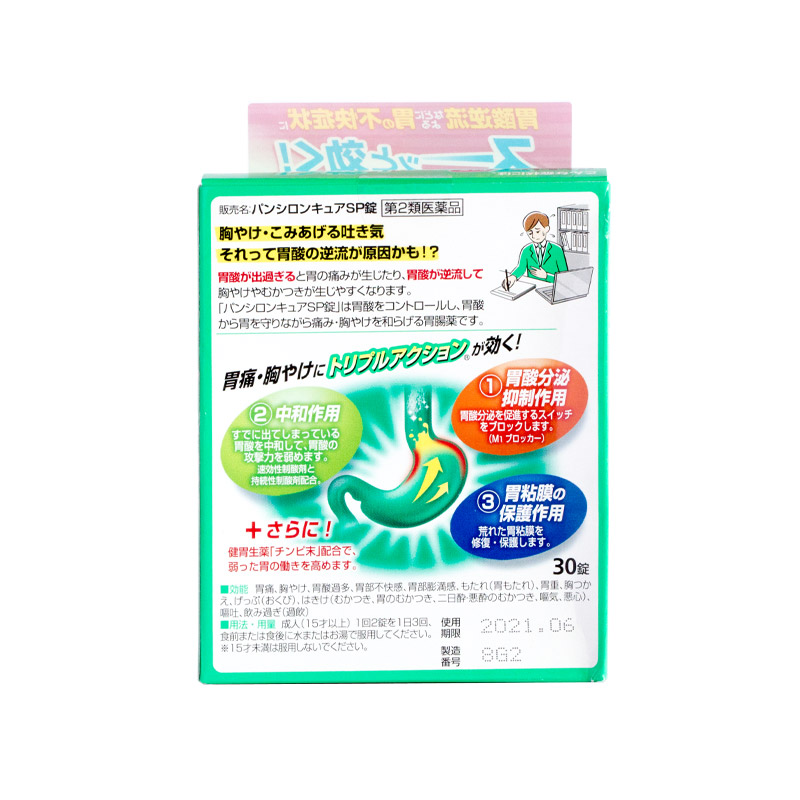 胃酸逆流などによる胃の不快症状に
スーッと効く!
販売名:パンシロンキュアSP錠 第2類医薬品
胸やけ・こみあげる吐き気
それって胃酸の逆流が原因かも!?
胃酸が出過ぎると胃の痛みが生じたり、胃酸が逆流して
胸やけやむかつきが生じやすくなります。
「パンシロンキュアSP錠」は胃酸をコントロールし、胃酸
から胃を守りながら痛み・胸やけを和らげる胃腸薬です。
胃痛・胸やけにトリプルアクション®が効く!
①胃酸分泌
抑制作用
胃酸分泌を促進するスイッチ
をブロックします。
(M1ブロッカー)
②中和作用
すでに出てしまっている
胃酸を中和して、胃酸の
攻撃力を弱めます。
速効性制酸剤と
持続性制酸剤配合。
③胃粘膜の
保護作用
荒れた胃粘膜を
修復・保護します。
+さらに!
健胃生薬「チンピ末」配合で、
弱った胃の働きを高めます。
30錠
■効能 胃痛、胸やけ、胃酸過多、胃部不快感、胃部膨満感、もたれ(胃もたれ)、胃重、胸つか
え、げっぷ(おくび)、はきけ(むかつき、胃のむかつき、二日酔・悪酔のむかつき、嘔気、悪心)、
嘔吐、飲み過ぎ(過飲)
■用法・用量 成人(15才以上) 1回2錠を1日3回、
食前または食後に水またはお湯で服用してください。
※15才未満は服用しないでください。
使用
期限 2021.06
製造
番号 8G2